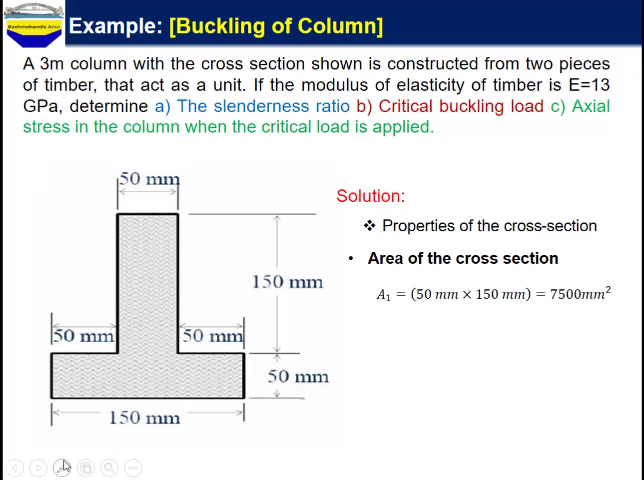 Bashmohandis Anus
Example: [Buckling of Column]
A 3m column with the cross section shown is constructed from two pieces
of timber, that act as a unit. If the modulus of elasticity of timber is E=13
GPa, determine a) The slenderness ratio b) Critical buckling load c) Axial
stress in the column when the critical load is applied.
50 mm
Solution:
❖ Properties of the cross-section
• Area of the cross section
150 mm
A₁ = (50 mm × 150 mm) = 7500mm²
50 mm
50 mm
50 mm
150 mm